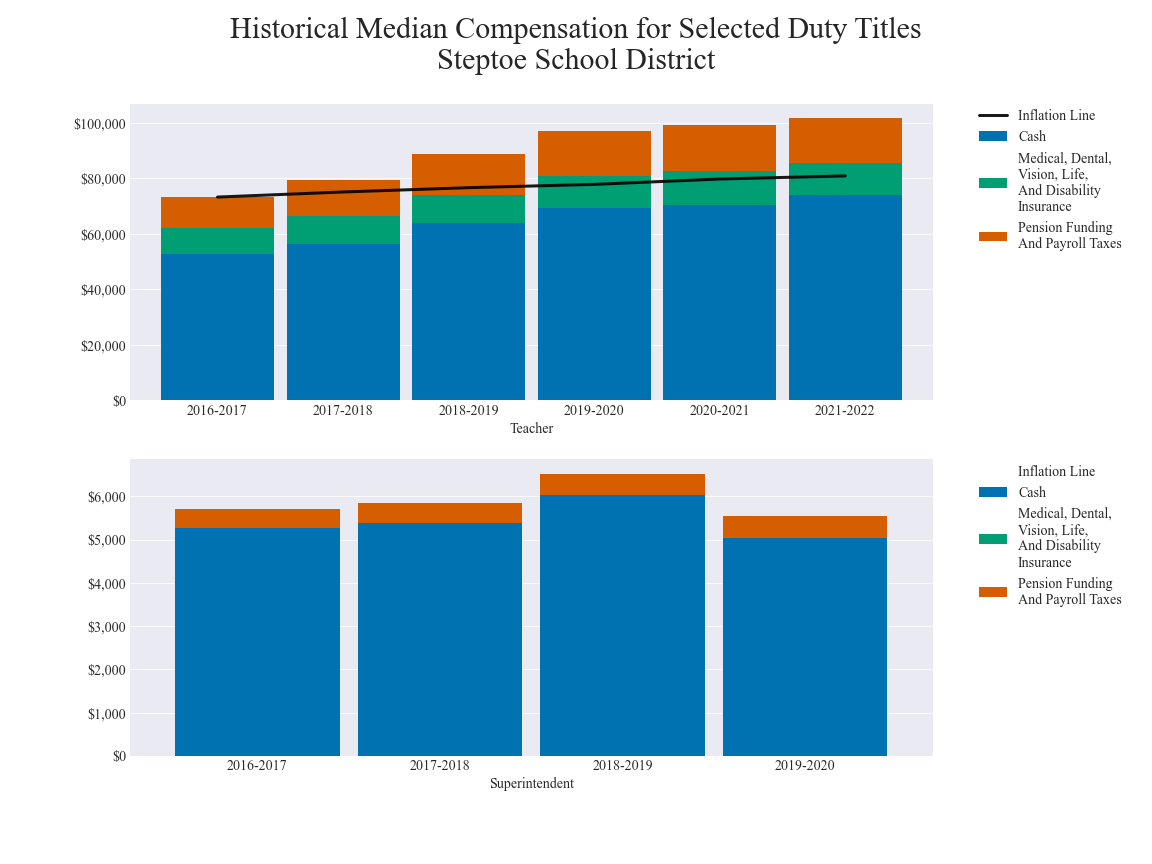 Historical Median Compensation for Selected Duty Titles
Steptoe School District
$100,000
$80,000
$60,000
$40,000
$20,000
$0
2016-2017
2017-2018
2018-2019
2019-2020
2020-2021
2021-2022
Teacher
Inflation Line
Cash
Medical, Dental,
Vision, Life,
And Disability
Insurance
Pension Funding
And Payroll Taxes
$6,000
$5,000
$4,000
$3,000
$2,000
$1,000
$0
2016-2017
2017-2018
2018-2019
2019-2020
Superintendent
Inflation Line
Cash
Medical, Dental,
Vision, Life,
And Disability
Insurance
Pension Funding
And Payroll Taxes